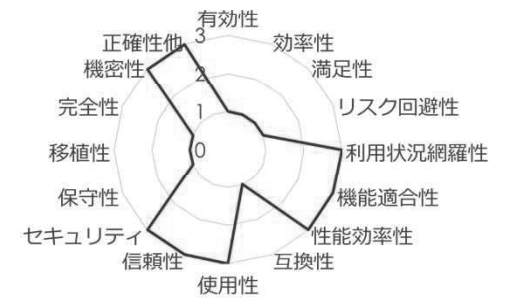 有効性
効率性
満足性
リスク回避性
利用状況網羅性
機能適合性
性能効率性
互換性
使用性
信頼性
セキュリティ
保守性
移植性
完全性
機密性
正確性他
3
2
1
0